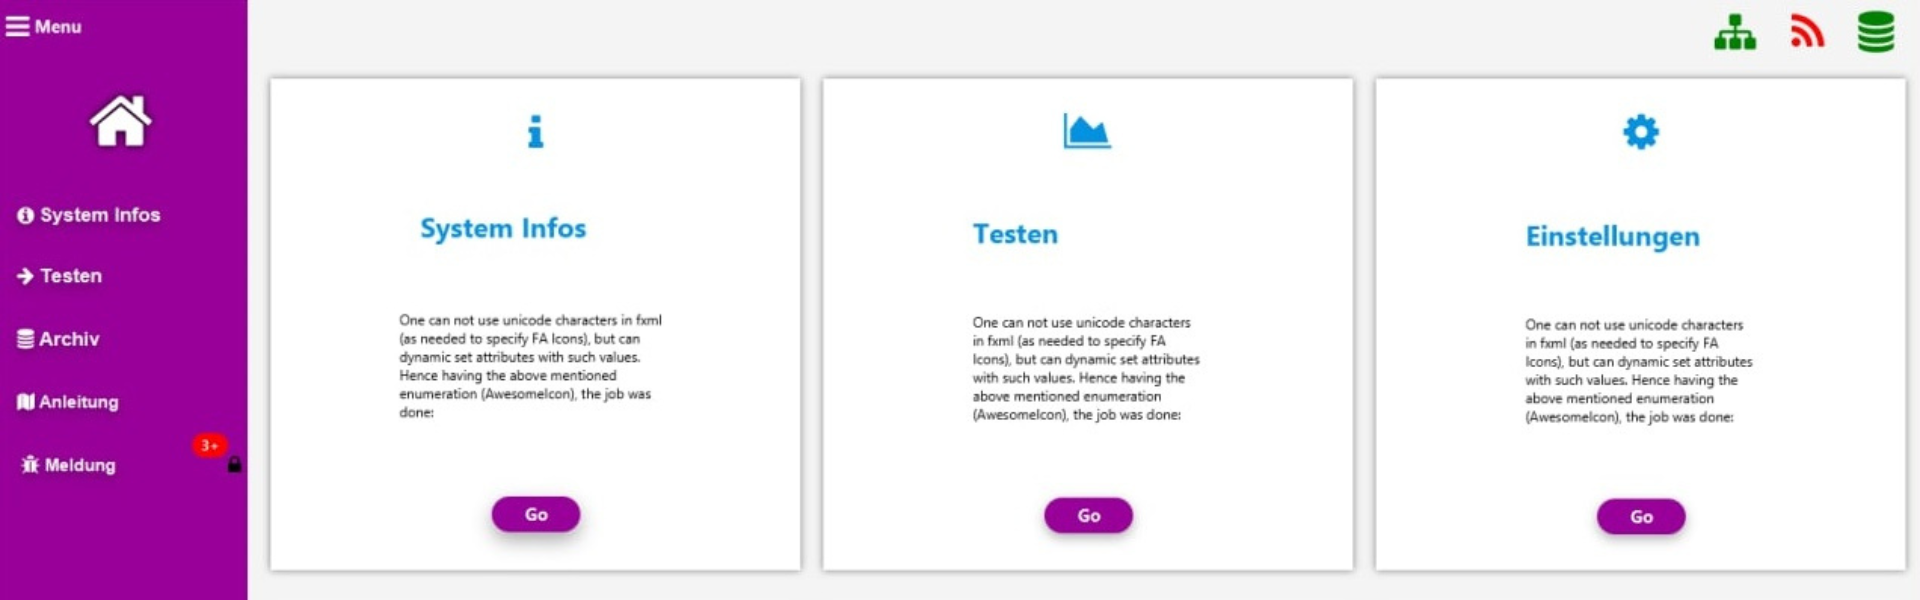 Menu
System Infos
Testen
Archiv
Anleitung
3+
Meldung
System Infos
One can not use unicode characters in fxml
(as needed to specify FA Icons), but can
dynamic set attributes with such values.
Hence having the above mentioned
enumeration (AwesomeIcon), the job was
done:
Go
Testen
One can not use unicode characters
in fxml (as needed to specify FA
Icons), but can dynamic set attributes
with such values. Hence having the
above mentioned enumeration
(AwesomeIcon), the job was done:
Go
Einstellungen
One can not use unicode characters
in fxml (as needed to specify FA
Icons), but can dynamic set attributes
with such values. Hence having the
above mentioned enumeration
(AwesomeIcon), the job was done:
Go